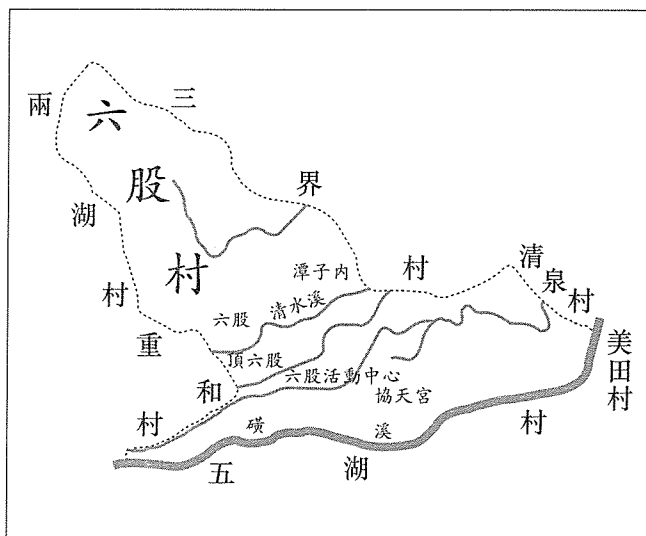 六股村
三界村
兩湖村
重和村
清泉村
美田村
五湖村
潭子內
清水溪
六股
頂六股
六股活動中心
協天宮
磺溪